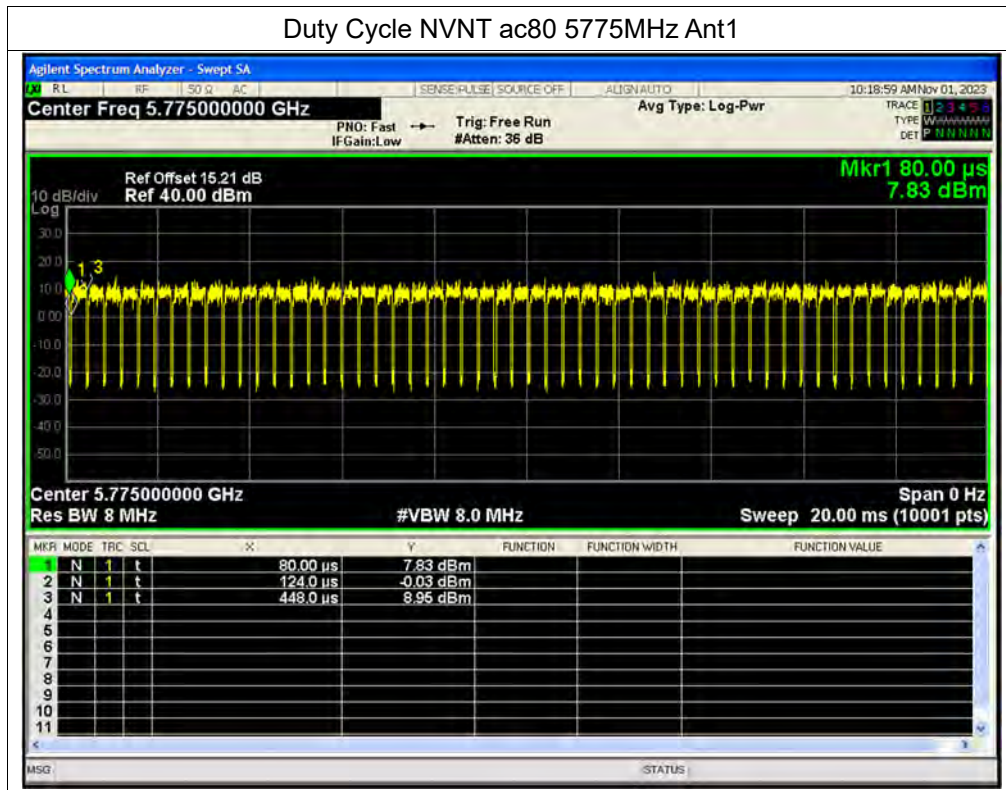 Duty Cycle NVNT ac80 5775MHz Ant1
Agilent Spectrum Analyzer - Swept SA
RL RF 50 Ω AC SENSE:PULSE SOURCE OFF ALIGN AUTO 10:18:59 AM Nov 01, 2023
Center Freq 5.775000000 GHz Avg Type: Log-Pwr TRACE 1 2 3 4 5 6
PNO: Fast Trig: Free Run TYPE W
IFGain:Low #Atten: 36 dB DET P N N N N N
Mkr1 80.00 µs
Ref Offset 15.21 dB
10 dB/div Ref 40.00 dBm 7.83 dBm
Log
30.0
20.0
1 3
10.0
0.00
-10.0
-20.0
-30.0
-40.0
-50.0
Center 5.775000000 GHz Span 0 Hz
Res BW 8 MHz #VBW 8.0 MHz Sweep 20.00 ms (10001 pts)
MKR MODE TRC SCL X Y FUNCTION FUNCTION WIDTH FUNCTION VALUE
1 N 1 t 80.00 µs 7.83 dBm
2 N 1 t 124.0 µs -0.03 dBm
3 N 1 t 448.0 µs 8.95 dBm
4
5
6
7
8
9
10
11
MSG STATUS